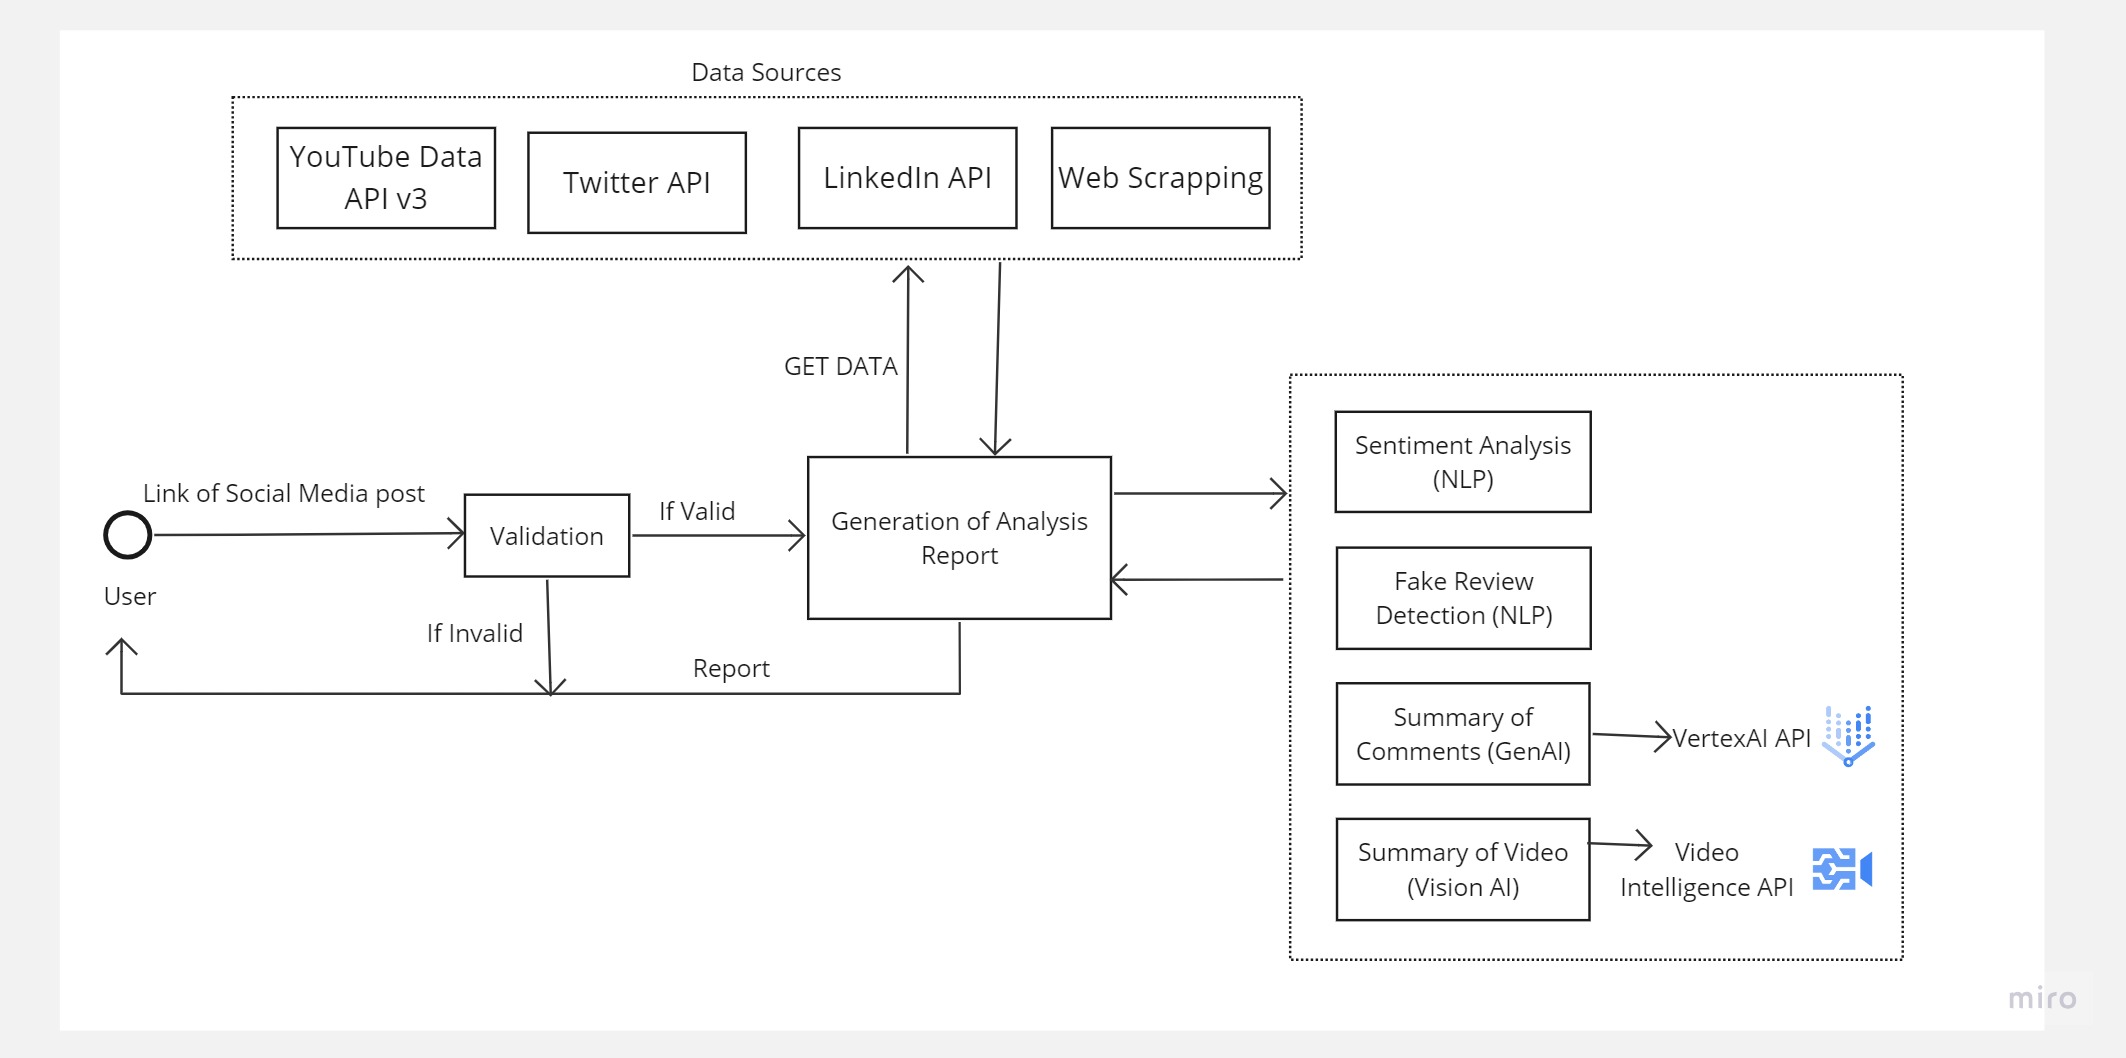 Data Sources
YouTube Data
API v3
Twitter API
LinkedIn API
Web Scrapping
GET DATA
Link of Social Media post
User
Validation
If Valid
If Invalid
Generation of Analysis
Report
Report
Sentiment Analysis
(NLP)
Fake Review
Detection (NLP)
Summary of
Comments (GenAI)
VertexAI API
Summary of Video
(Vision AI)
Video
Intelligence API
miro